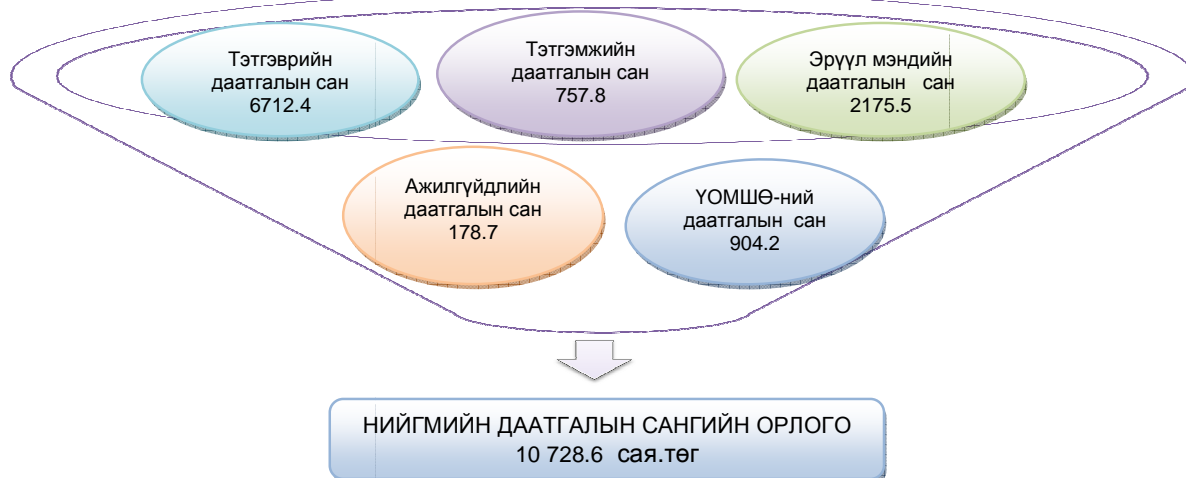 Тэтгэврийн
даатгалын сан
6712.4
Тэтгэмжийн
даатгалын сан
757.8
Эрүүл мэндийн
даатгалын сан
2175.5
Ажилгүйдлийн
даатгалын сан
178.7
ҮОМШӨ-ний
даатгалын сан
904.2
НИЙГМИЙН ДААТГАЛЫН САНГИЙН ОРЛОГО
10 728.6 сая.төг